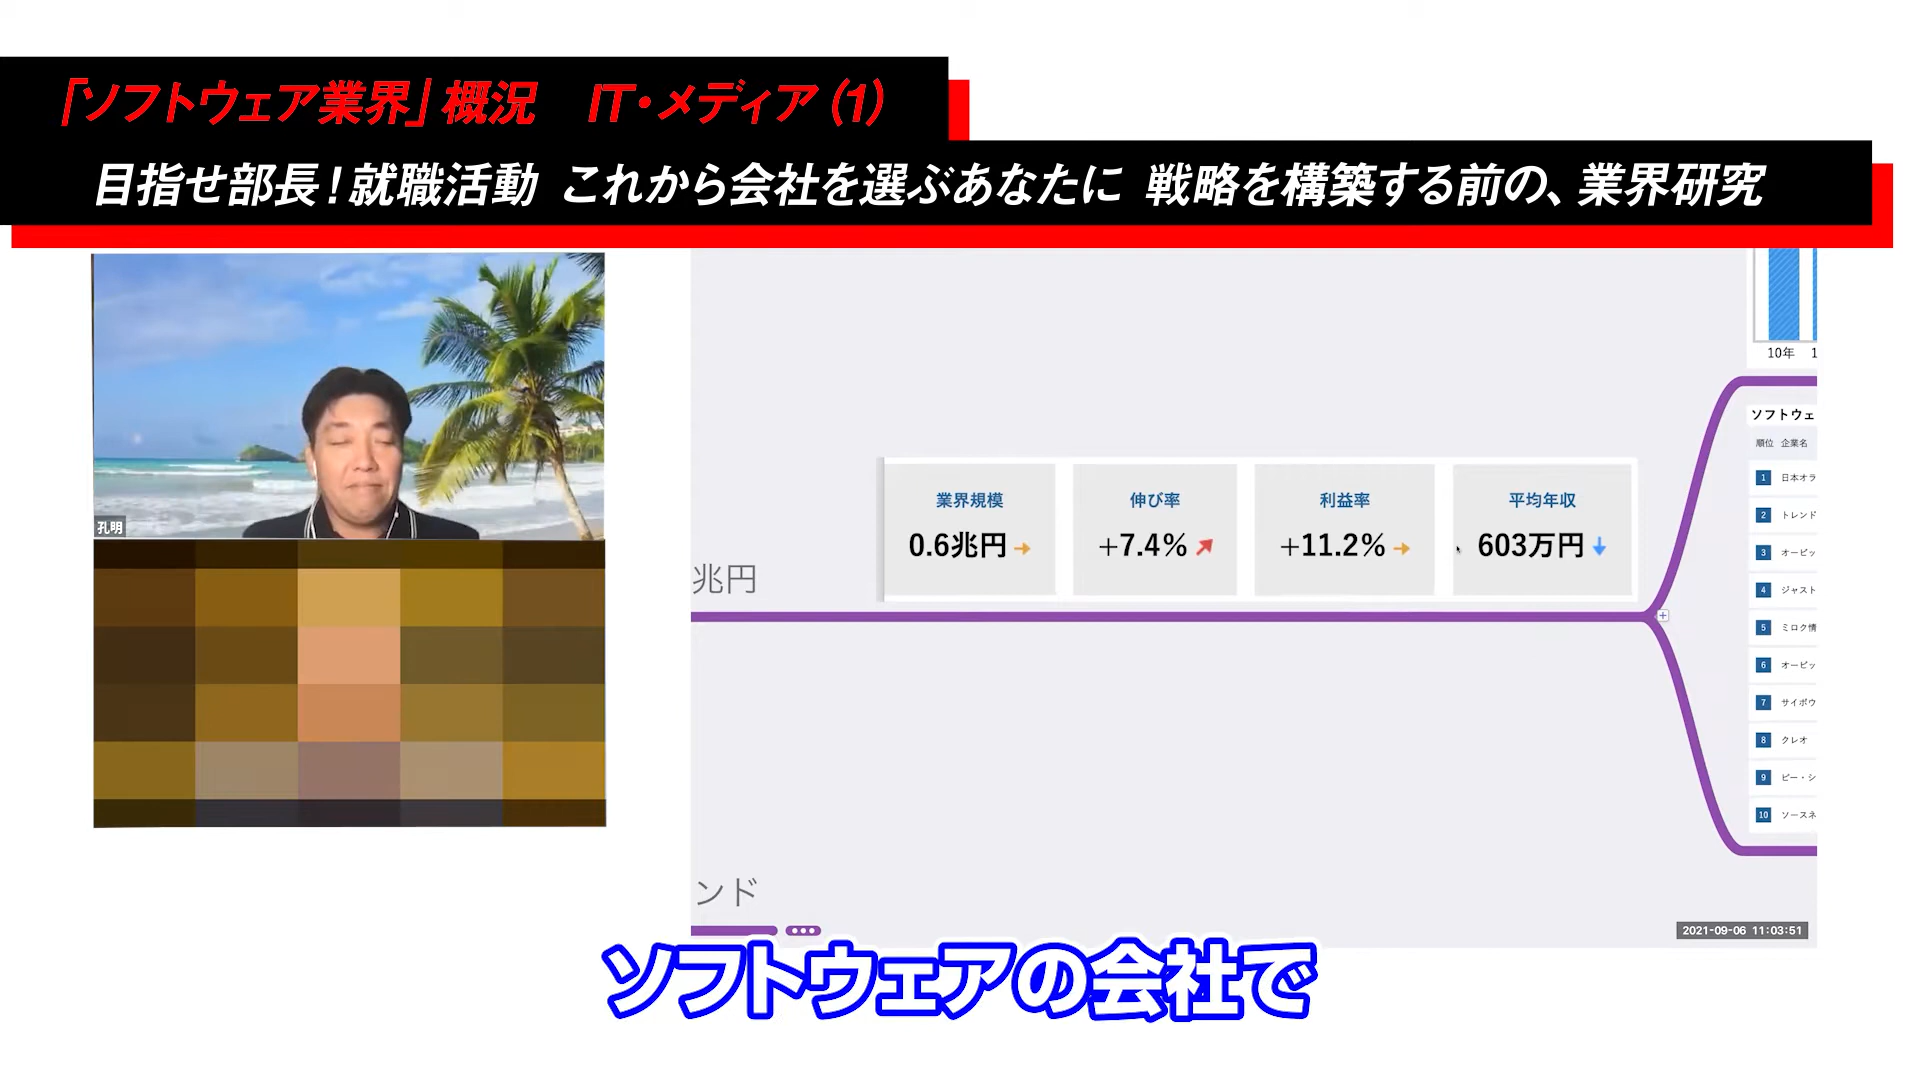 「ソフトウェア業界」概況　IT・メディア（1）
目指せ部長！就職活動 これから会社を選ぶあなたに 戦略を構築する前の、業界研究
孔明
10年 1
兆円
業界規模
0.6兆円→
伸び率
+7.4%↗
利益率
+11.2%→
平均年収
603万円↓
ソフトウェ
順位 企業名
1 日本オラ
2 トレンド
3 オービッ
4 ジャスト
5 ミロク情
6 オービッ
7 サイボウ
8 クレオ
9 ピー・シ
10 ソースネ
ンド
2021-09-06 11:03:51
ソフトウェアの会社で